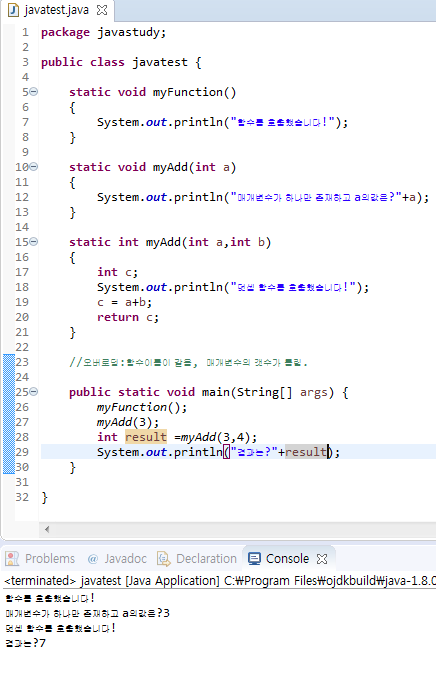 javatest.java
1 package javastudy;
2
3 public class javatest {
4
5 static void myFunction()
6 {
7 System.out.println("함수를 호출했습니다!");
8 }
9
10 static void myAdd(int a)
11 {
12 System.out.println("매개변수가 하나만 존재하고 a의값은?"+a);
13 }
14
15 static int myAdd(int a,int b)
16 {
17 int c;
18 System.out.println("덧셈 함수를 호출했습니다!");
19 c = a+b;
20 return c;
21 }
22
23 //오버로딩:함수이름이 같음, 매개변수의 갯수가 틀림.
24
25 public static void main(String[] args) {
26 myFunction();
27 myAdd(3);
28 int result =myAdd(3,4);
29 System.out.println("결과는?"+result);
30 }
31
32 }
Problems @ Javadoc Declaration Console
<terminated> javatest [Java Application] C:₩Program Files₩ojdkbuild₩java-1.8.0
함수를 호출했습니다!
매개변수가 하나만 존재하고 a의값은?3
덧셈 함수를 호출했습니다!
결과는?7